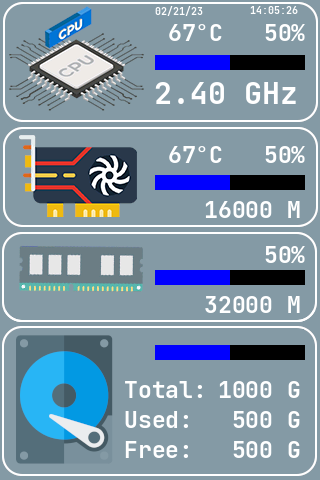 02/21/23 14:05:26
CPU
67°C 50%
CPU
2.40 GHz
67°C 50%
16000 M
50%
32000 M
Total: 1000 G
Used: 500 G
Free: 500 G